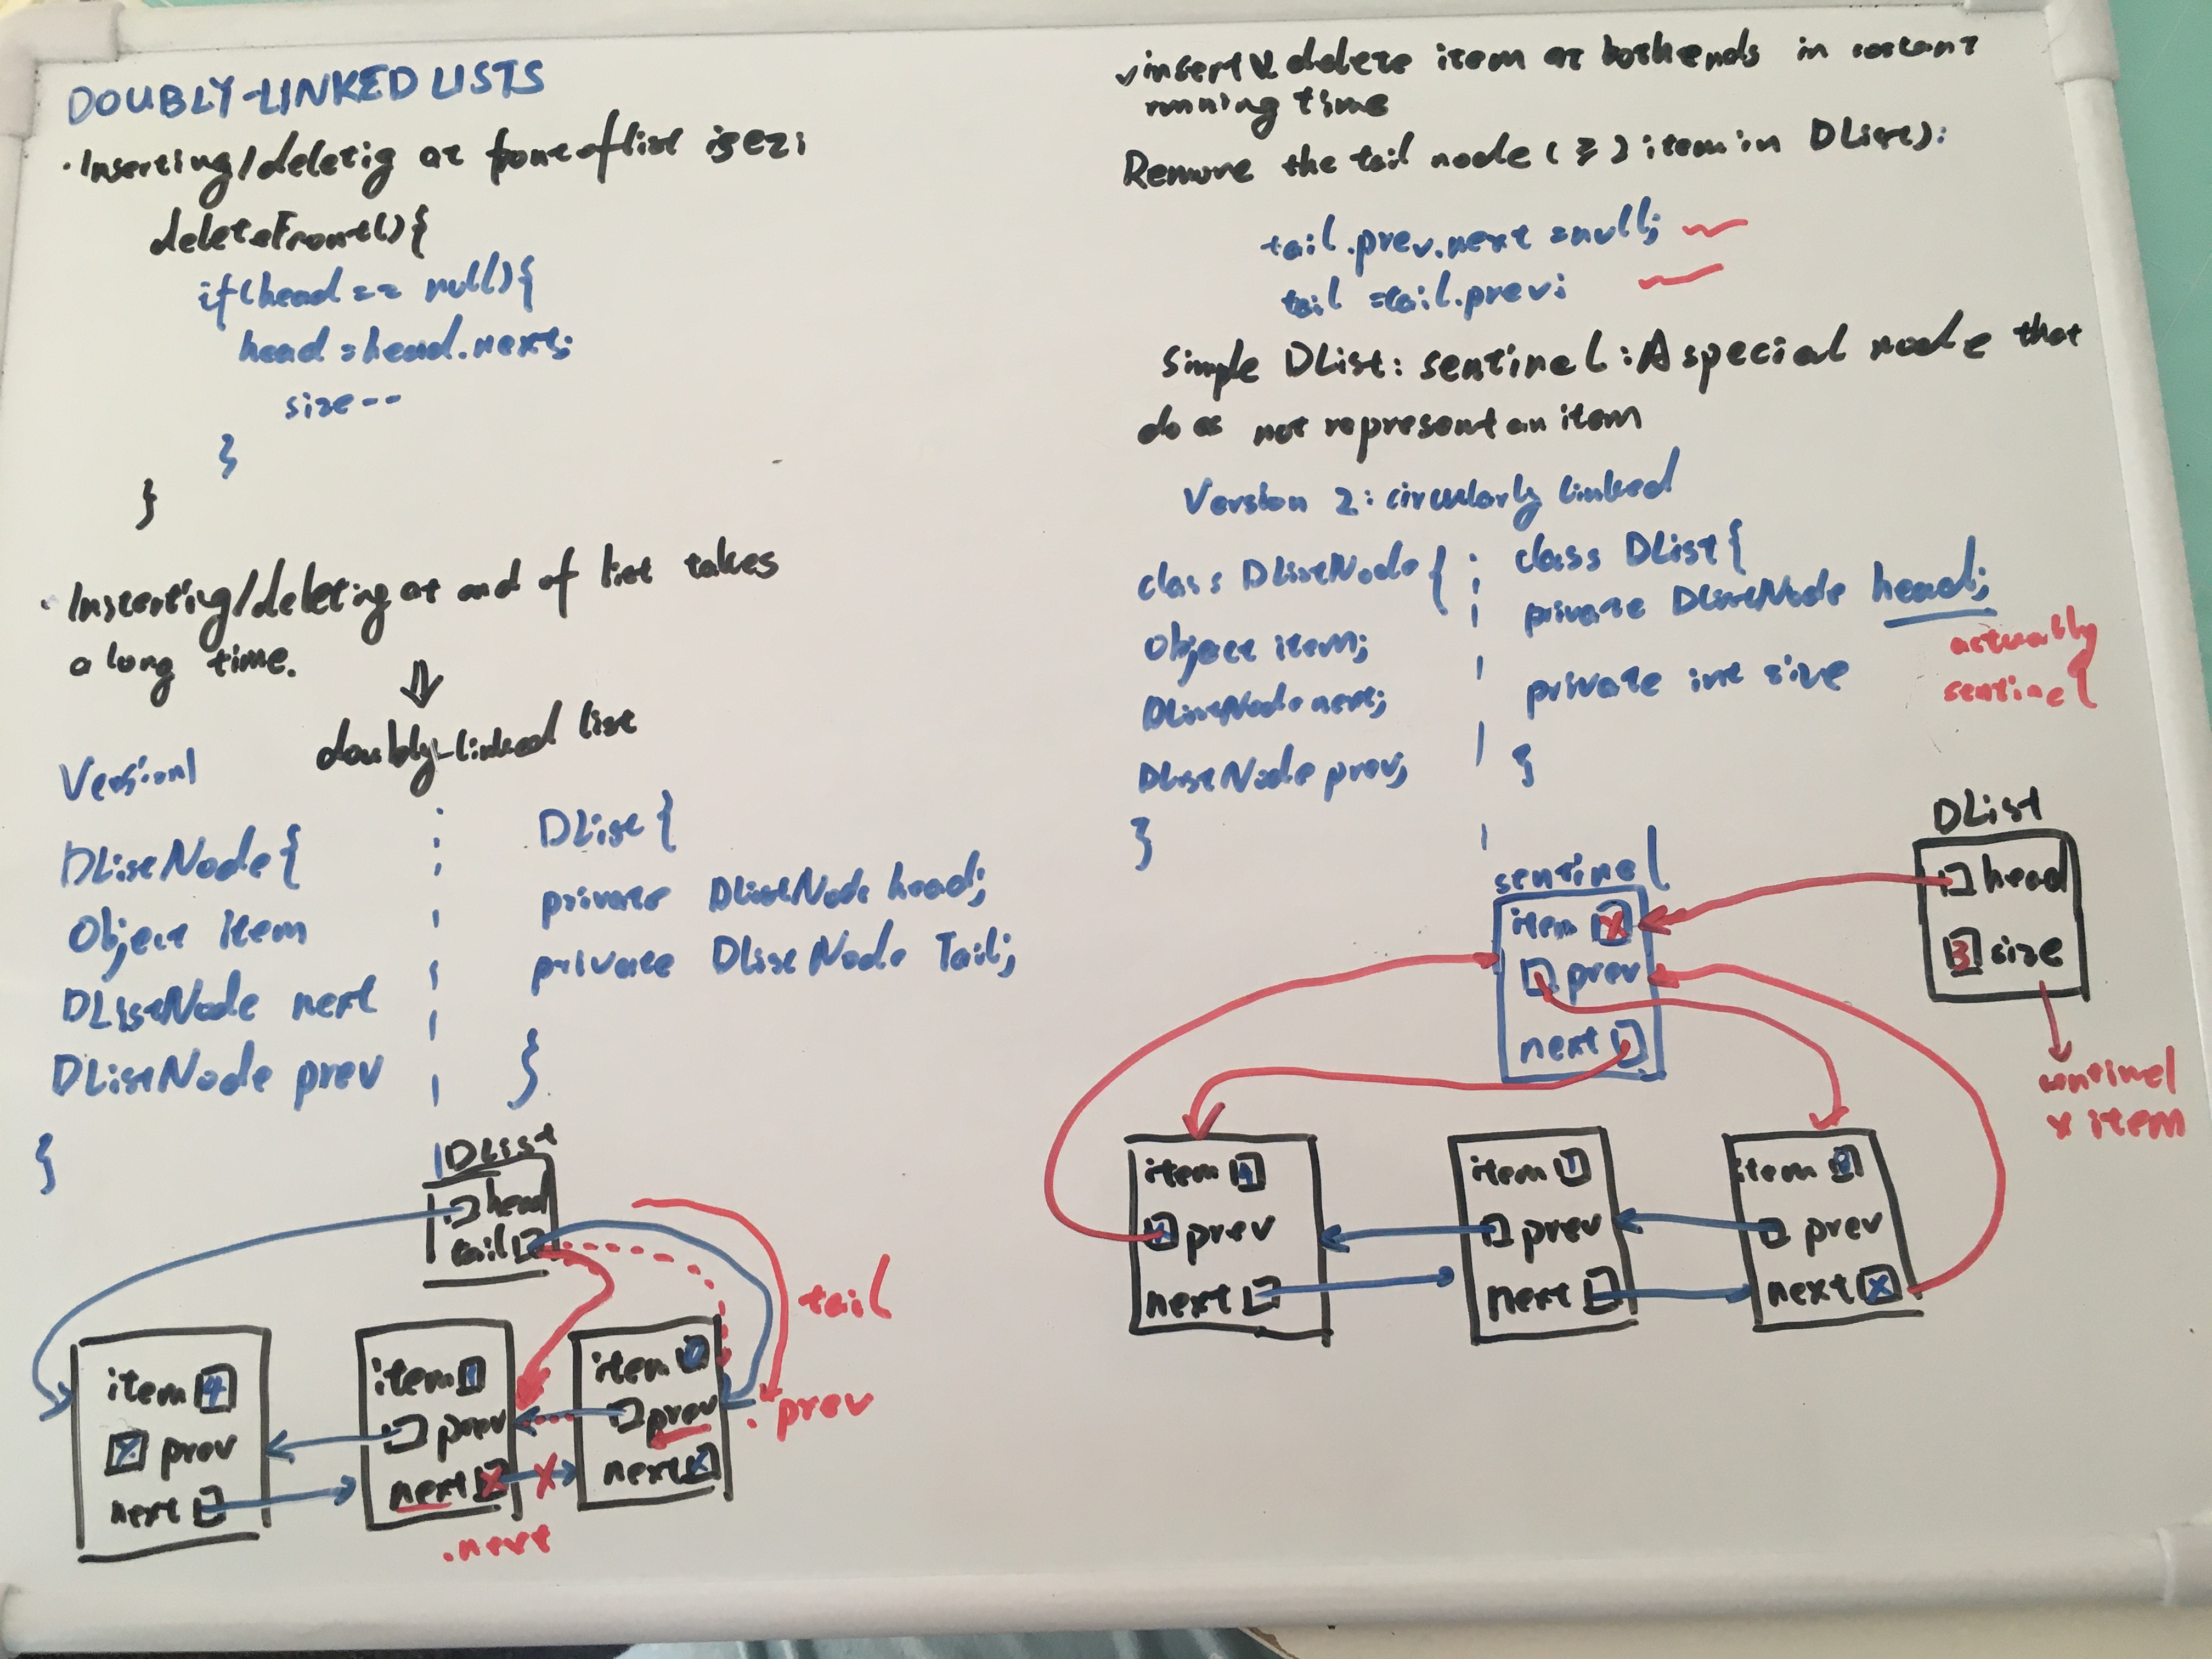 DOUBLY-LINKED LISTS
· Inserting/deletig at front of list is ezi
deleteFront(){
if(head == null){
head = head.next;
size--
}
}
· Inserting/deleting at end of list takes
a long time.
⇓
doubly-linked list
Version1
DListNode{
Object item
DListNode next
DListNode prev
}
DList{
private DListNode head;
private DListNode Tail;
}
DList
head
tail
tail
.prev
item 4
prev
next
item 1
prev
next
.next
item
prev
next
✓insert & delete item at both ends in constant
running time
Remove the tail node (≥ 2 item in DList):
tail.prev.next = null;
tail = tail.prev;
Simple DList: sentinel: A special node that
does not represent an item
Version 2: circularly linked
class DListNode{
Object item;
DListNode next;
DListNode prev;
}
class DList{
private DListNode head;
actually
sentinel
private int size
}
DList
head
3 size
sentinel
x item
sentinel
item X
prev
next
item 4
prev
next
item 1
prev
next
item
prev
next X